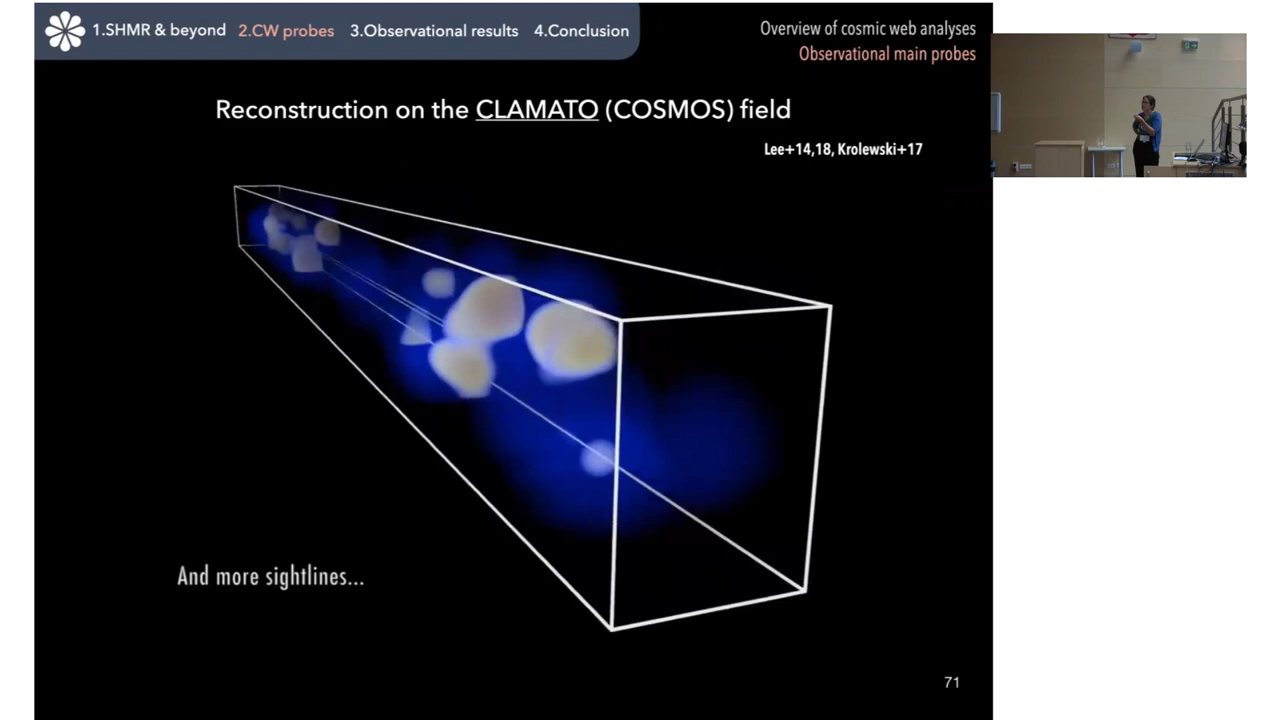 1.SHMR & beyond 2.CW probes 3.Observational results 4.Conclusion
Overview of cosmic web analyses
Observational main probes
Reconstruction on the CLAMATO (COSMOS) field
Lee+14,18, Krolewski+17
And more sightlines...
71